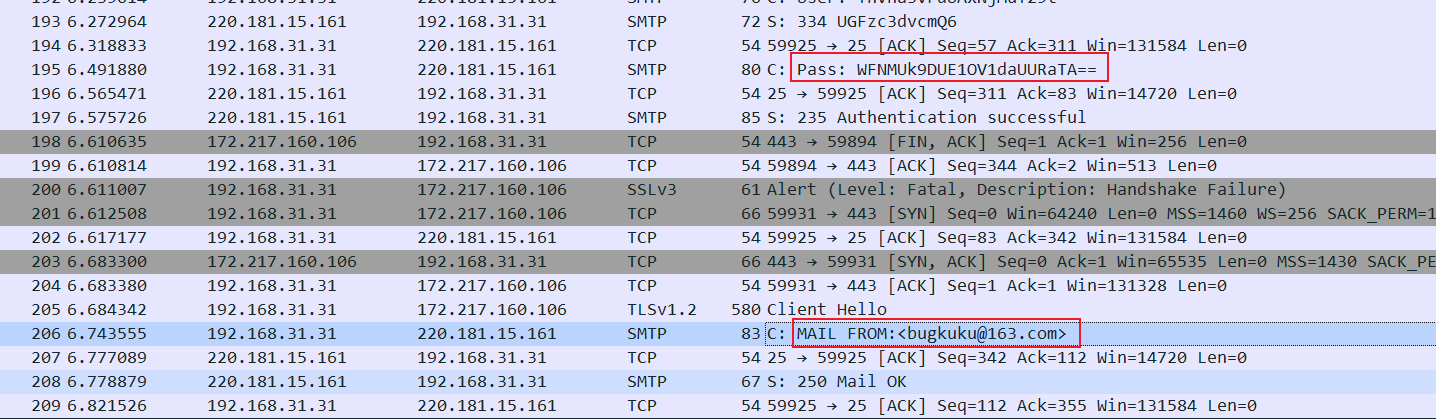 193 6.272964 220.181.15.161 192.168.31.31 SMTP 72 S: 334 UGFzc3dvcmQ6
194 6.318833 192.168.31.31 220.181.15.161 TCP 54 59925 → 25 [ACK] Seq=57 Ack=311 Win=131584 Len=0
195 6.491880 192.168.31.31 220.181.15.161 SMTP 80 C: Pass: WFNMUk9DUE1OV1daUURaTA==
196 6.565471 220.181.15.161 192.168.31.31 TCP 54 25 → 59925 [ACK] Seq=311 Ack=83 Win=14720 Len=0
197 6.575726 220.181.15.161 192.168.31.31 SMTP 85 S: 235 Authentication successful
198 6.610635 172.217.160.106 192.168.31.31 TCP 54 443 → 59894 [FIN, ACK] Seq=1 Ack=1 Win=256 Len=0
199 6.610814 192.168.31.31 172.217.160.106 TCP 54 59894 → 443 [ACK] Seq=344 Ack=2 Win=513 Len=0
200 6.611007 192.168.31.31 172.217.160.106 SSLv3 61 Alert (Level: Fatal, Description: Handshake Failure)
201 6.612508 192.168.31.31 172.217.160.106 TCP 66 59931 → 443 [SYN] Seq=0 Win=64240 Len=0 MSS=1460 WS=256 SACK_PERM=1
202 6.617177 192.168.31.31 220.181.15.161 TCP 54 59925 → 25 [ACK] Seq=83 Ack=342 Win=131584 Len=0
203 6.683300 172.217.160.106 192.168.31.31 TCP 66 443 → 59931 [SYN, ACK] Seq=0 Ack=1 Win=65535 Len=0 MSS=1430 SACK_PE
204 6.683380 192.168.31.31 172.217.160.106 TCP 54 59931 → 443 [ACK] Seq=1 Ack=1 Win=131328 Len=0
205 6.684342 192.168.31.31 172.217.160.106 TLSv1.2 580 Client Hello
206 6.743555 192.168.31.31 220.181.15.161 SMTP 83 C: MAIL FROM:<bugkuku@163.com>
207 6.777089 220.181.15.161 192.168.31.31 TCP 54 25 → 59925 [ACK] Seq=342 Ack=112 Win=14720 Len=0
208 6.778879 220.181.15.161 192.168.31.31 SMTP 67 S: 250 Mail OK
209 6.821526 192.168.31.31 220.181.15.161 TCP 54 59925 → 25 [ACK] Seq=112 Ack=355 Win=131584 Len=0